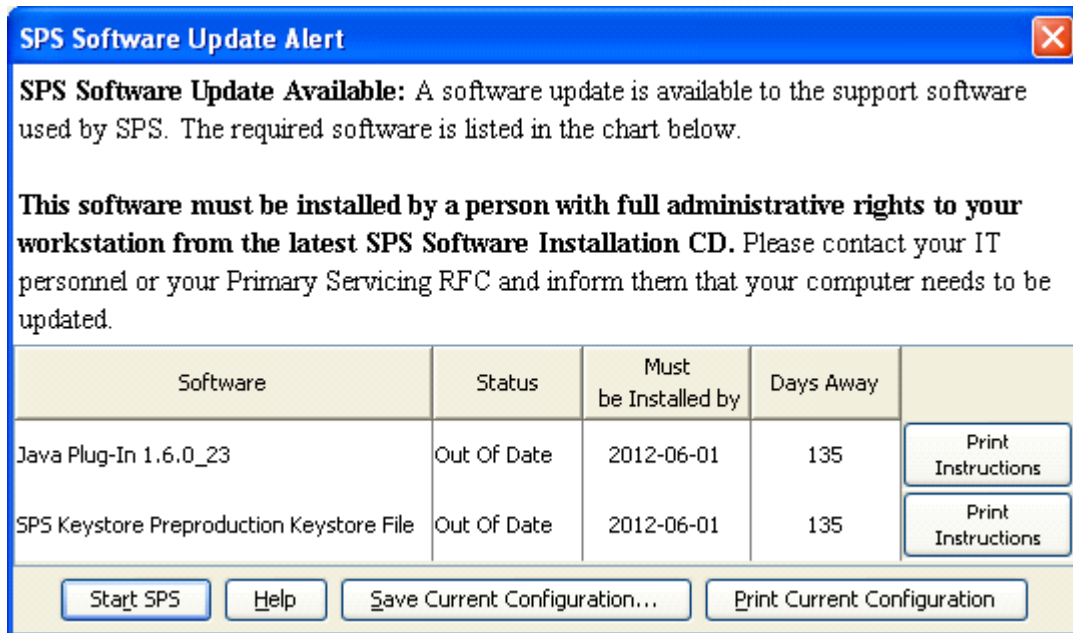 SPS Software Update Alert
SPS Software Update Available: A software update is available to the support software
used by SPS. The required software is listed in the chart below.
This software must be installed by a person with full administrative rights to your
workstation from the latest SPS Software Installation CD. Please contact your IT
personnel or your Primary Servicing RFC and inform them that your computer needs to be
updated.
Software Status Must be Installed by Days Away
Java Plug-In 1.6.0_23 Out Of Date 2012-06-01 135 Print Instructions
SPS Keystore Preproduction Keystore File Out Of Date 2012-06-01 135 Print Instructions
Start SPS Help Save Current Configuration... Print Current Configuration